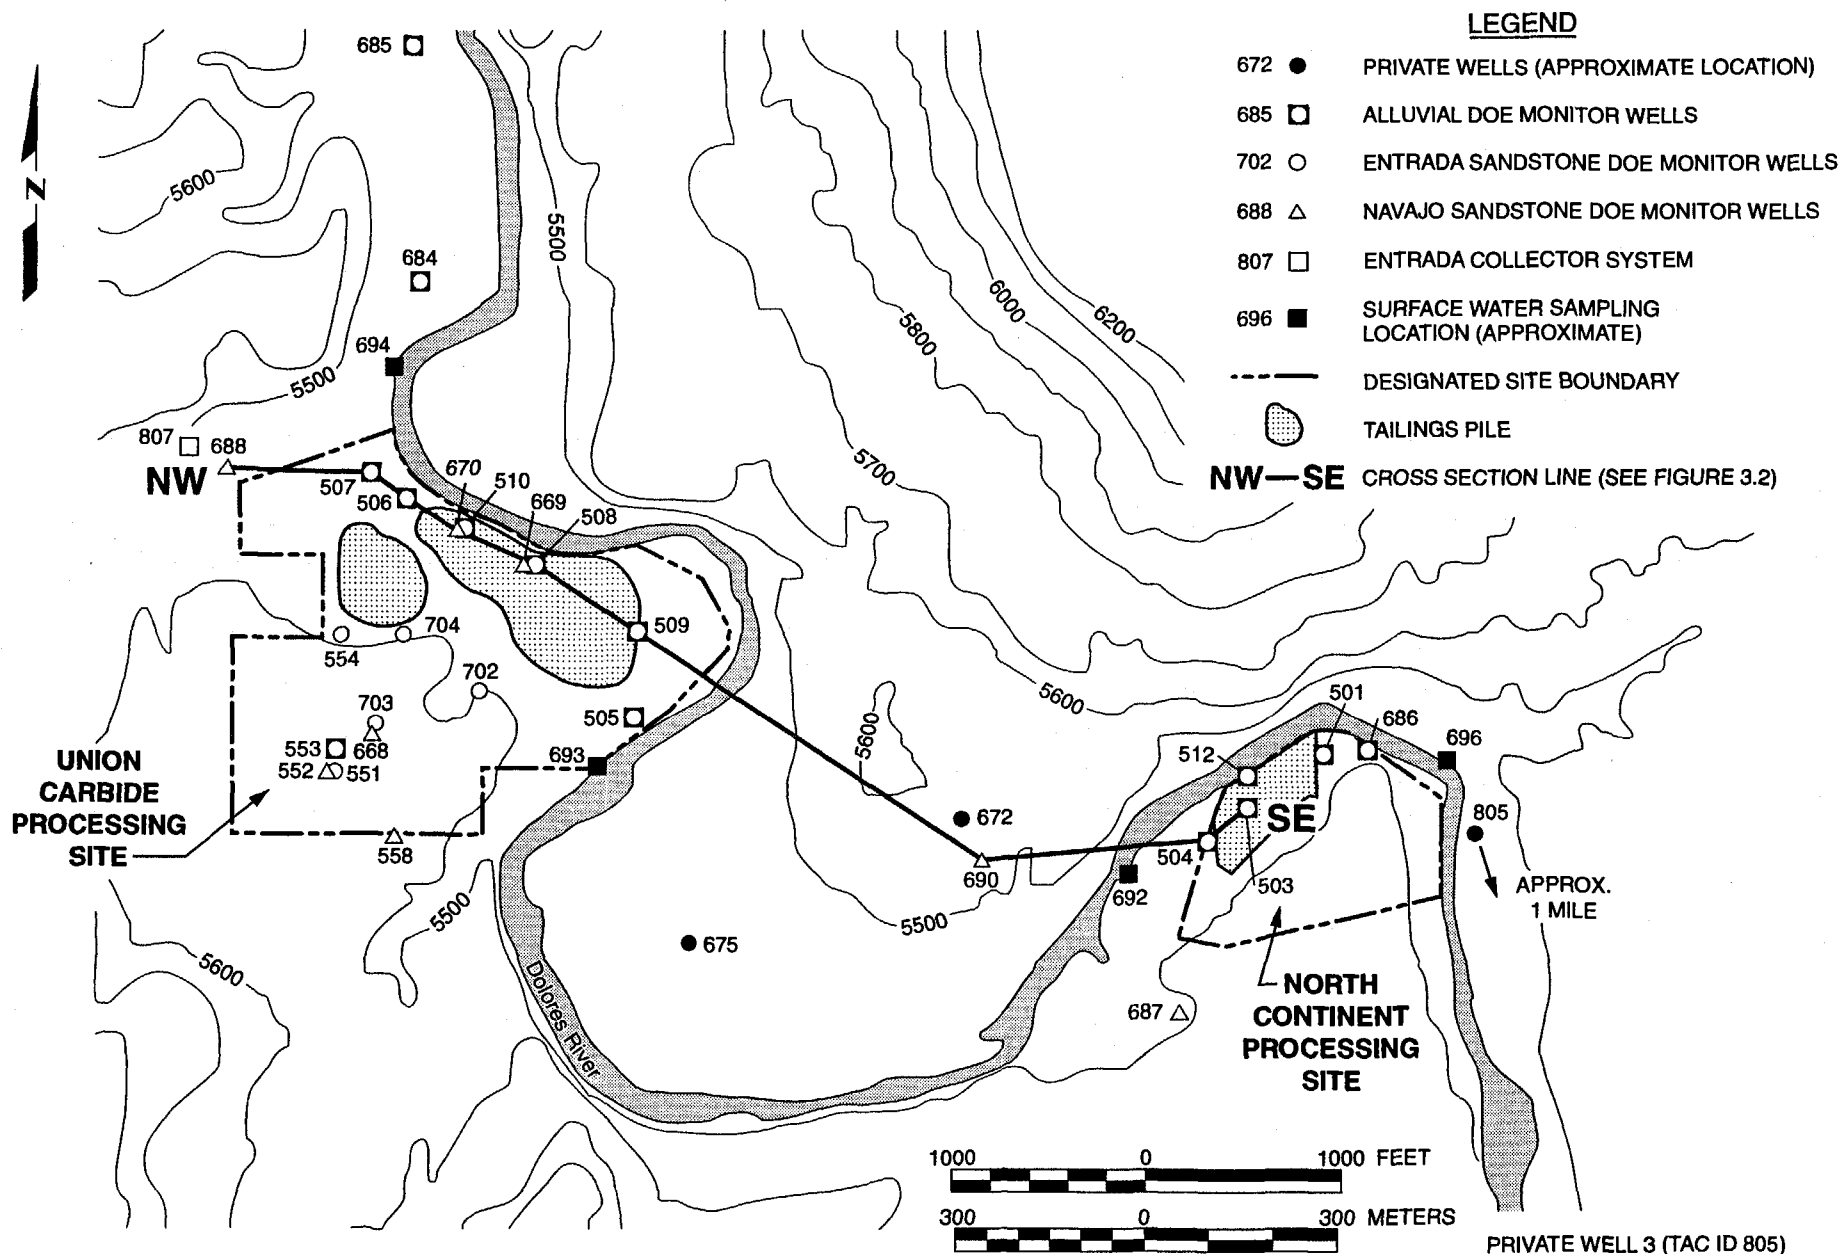 LEGEND
672 PRIVATE WELLS (APPROXIMATE LOCATION)
685 ALLUVIAL DOE MONITOR WELLS
702 ENTRADA SANDSTONE DOE MONITOR WELLS
688 NAVAJO SANDSTONE DOE MONITOR WELLS
807 ENTRADA COLLECTOR SYSTEM
696 SURFACE WATER SAMPLING
LOCATION (APPROXIMATE)
DESIGNATED SITE BOUNDARY
TAILINGS PILE
NW—SE CROSS SECTION LINE (SEE FIGURE 3.2)
N
685
5600
5500
684
6000
6200
5800
694
5500
807
688
NW
507
506
670
510
669
508
5700
554
704
509
702
703
553
668
552
551
505
693
558
UNION
CARBIDE
PROCESSING
SITE
5600
5600
501
686
696
512
SE
672
690
504
503
692
805
APPROX.
1 MILE
5500
5500
675
5600
Dolores River
687
NORTH
CONTINENT
PROCESSING
SITE
1000 0 1000 FEET
300 0 300 METERS
PRIVATE WELL 3 (TAC ID 805)